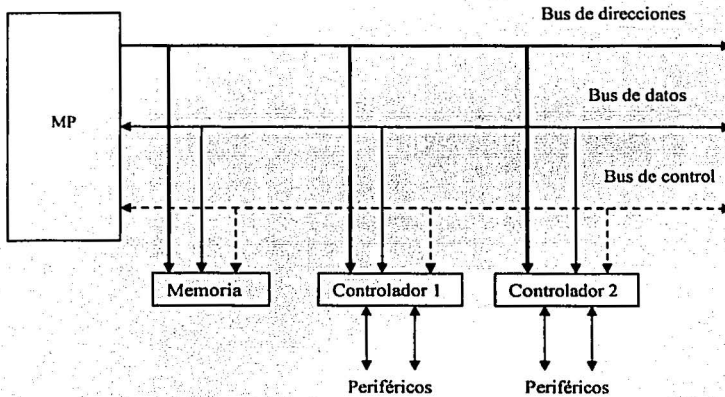 Bus de direcciones
MP
Bus de datos
Bus de control
Memoria
Controlador 1
Controlador 2
Periféricos
Periféricos